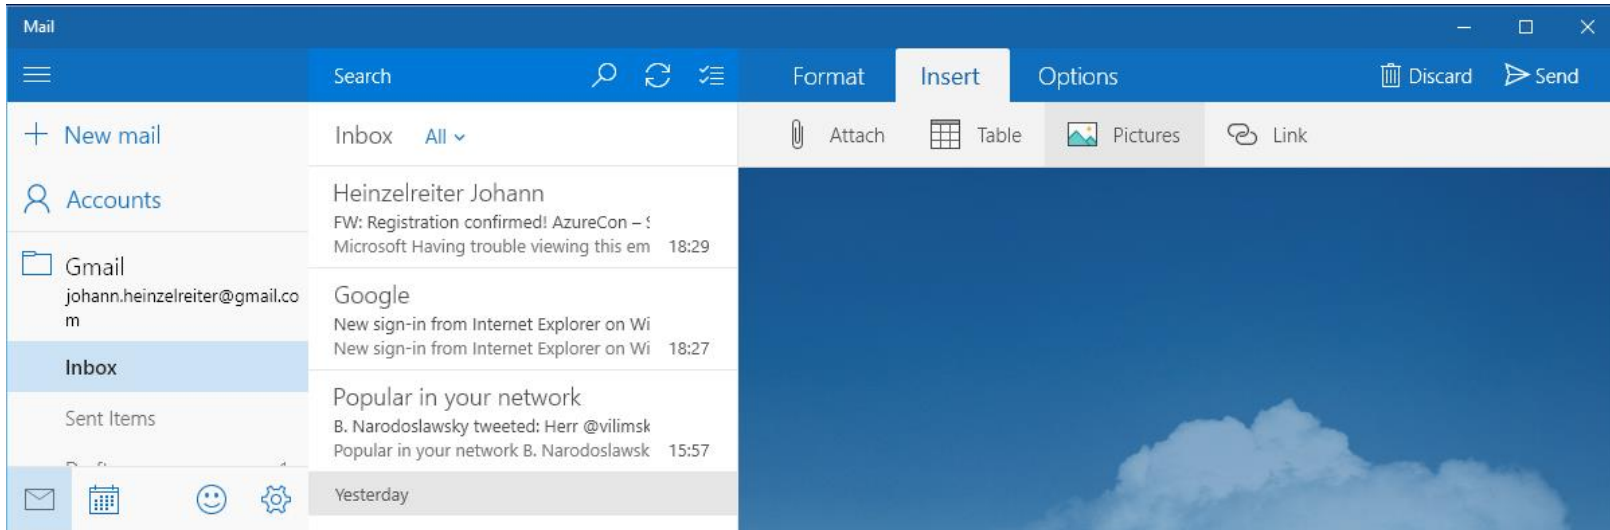 Mail
Search
Format
Insert
Options
Discard
Send
New mail
Accounts
Gmail
johann.heinzelreiter@gmail.co
m
Inbox
Sent Items
Inbox
All
Attach
Table
Pictures
Link
Heinzelreiter Johann
FW: Registration confirmed! AzureCon –
Microsoft Having trouble viewing this em 18:29
Google
New sign-in from Internet Explorer on Wi
New sign-in from Internet Explorer on Wi 18:27
Popular in your network
B. Narodoslawsky tweeted: Herr @vilimsk
Popular in your network B. Narodoslawsk 15:57
Yesterday